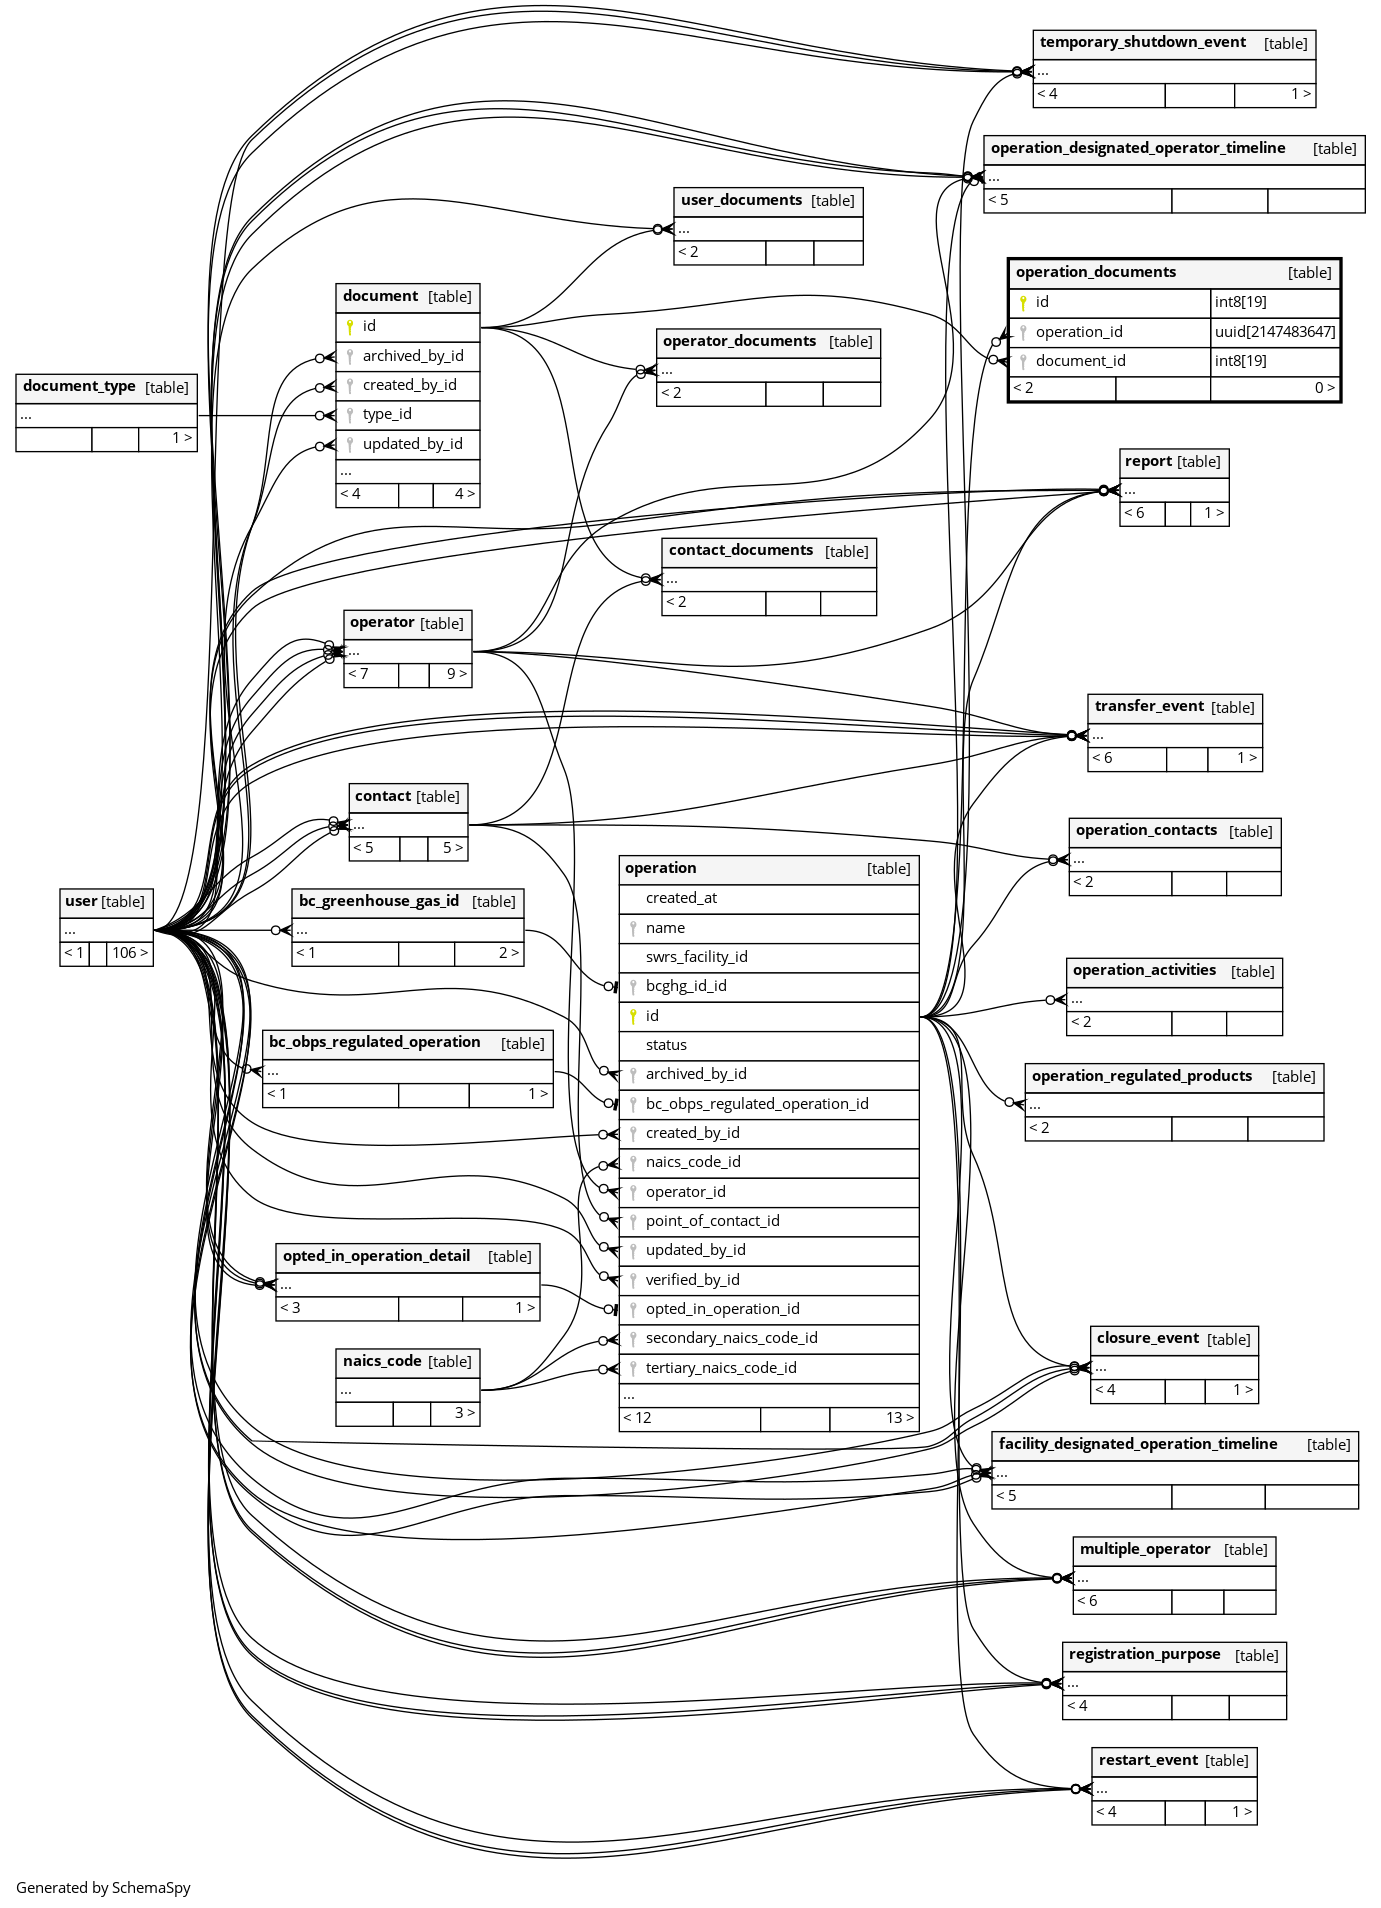 temporary_shutdown_event [table]
...
< 4 1 >
operation_designated_operator_timeline [table]
...
< 5
user_documents [table]
...
< 2
operation_documents [table]
id int8[19]
operation_id uuid[2147483647]
document_id int8[19]
< 2 0 >
document [table]
id
archived_by_id
created_by_id
type_id
updated_by_id
...
< 4 4 >
operator_documents [table]
...
< 2
document_type [table]
...
1 >
report [table]
...
< 6 1 >
contact_documents [table]
...
< 2
operator [table]
...
< 7 9 >
transfer_event [table]
...
< 6 1 >
contact [table]
...
< 5 5 >
operation_contacts [table]
...
< 2
user [table]
...
< 1 106 >
bc_greenhouse_gas_id [table]
...
< 1 2 >
operation [table]
created_at
name
swrs_facility_id
bcghg_id_id
id
status
archived_by_id
bc_obps_regulated_operation_id
created_by_id
naics_code_id
operator_id
point_of_contact_id
updated_by_id
verified_by_id
opted_in_operation_id
secondary_naics_code_id
tertiary_naics_code_id
...
< 12 13 >
operation_activities [table]
...
< 2
bc_obps_regulated_operation [table]
...
< 1 1 >
operation_regulated_products [table]
...
< 2
opted_in_operation_detail [table]
...
< 3 1 >
naics_code [table]
...
3 >
closure_event [table]
...
< 4 1 >
facility_designated_operation_timeline [table]
...
< 5
multiple_operator [table]
...
< 6
registration_purpose [table]
...
< 4
restart_event [table]
...
< 4 1 >
Generated by SchemaSpy